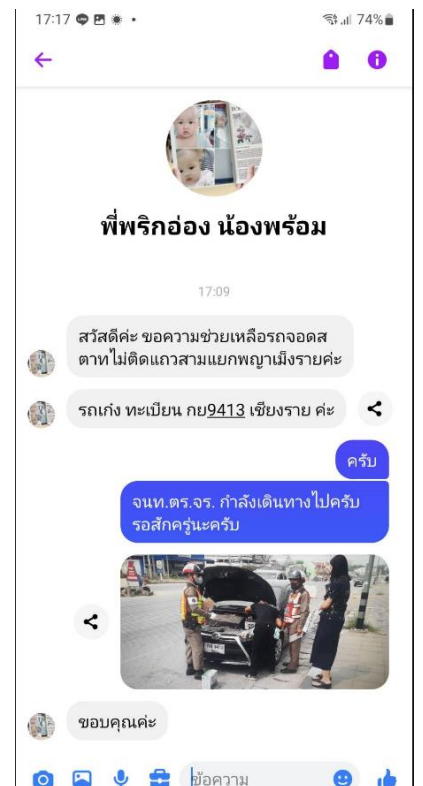 17:17
74%
พี่พริกอ่อง น้องพร้อม
17:09
สวัสดีค่ะ ขอความช่วยเหลือรถจอดส
ตาทไม่ติดแถวสามแยกพญาเม็งรายค่ะ
รถเก๋ง ทะเบียน กย9413 เชียงราย ค่ะ
ครับ
จนท.ตร.จร. กำลังเดินทางไปครับ
รอสักครู่นะครับ
ขอบคุณค่ะ
ข้อความ